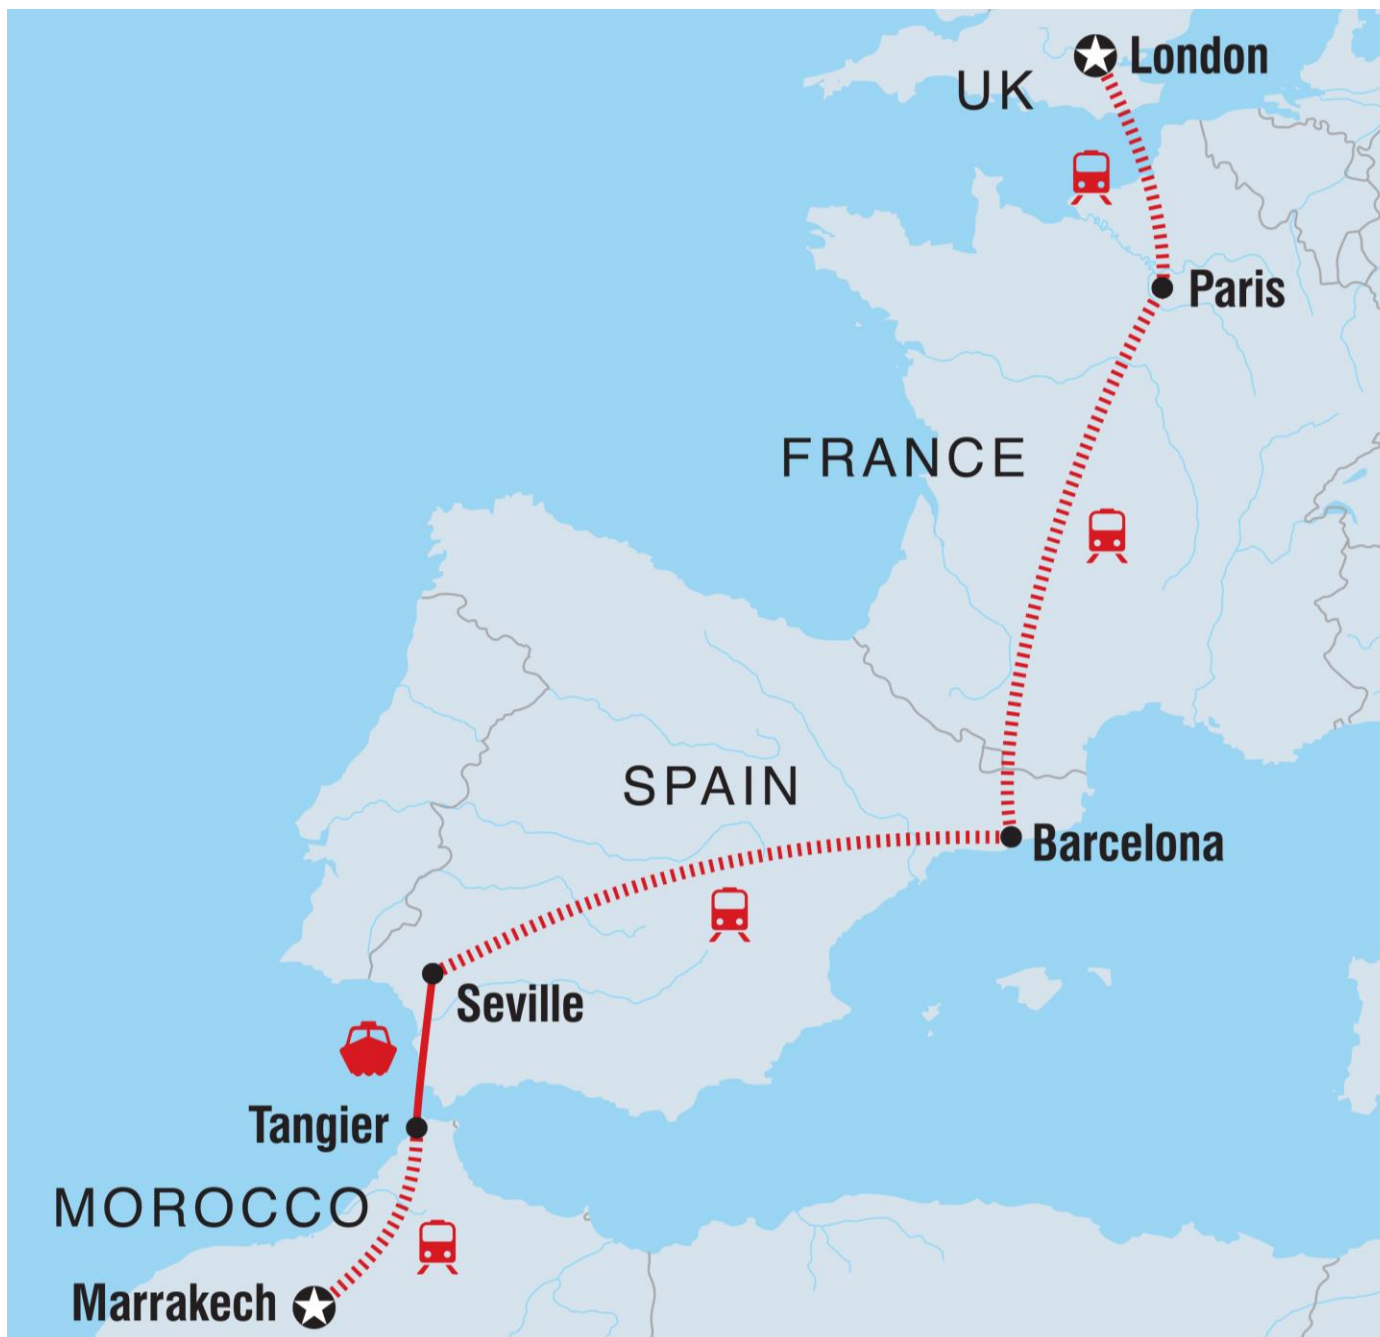 London
UK
Paris
FRANCE
SPAIN
Barcelona
Seville
Tangier
MOROCCO
Marrakech